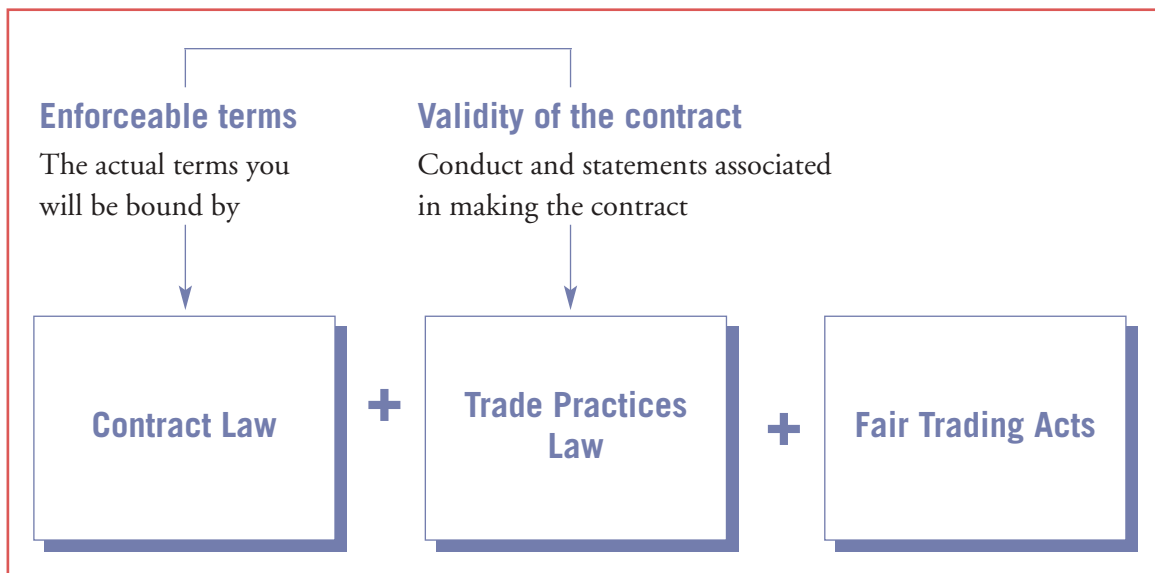 Enforceable terms
The actual terms you
will be bound by
Validity of the contract
Conduct and statements associated
in making the contract
Contract Law
+
Trade Practices
Law
+
Fair Trading Acts